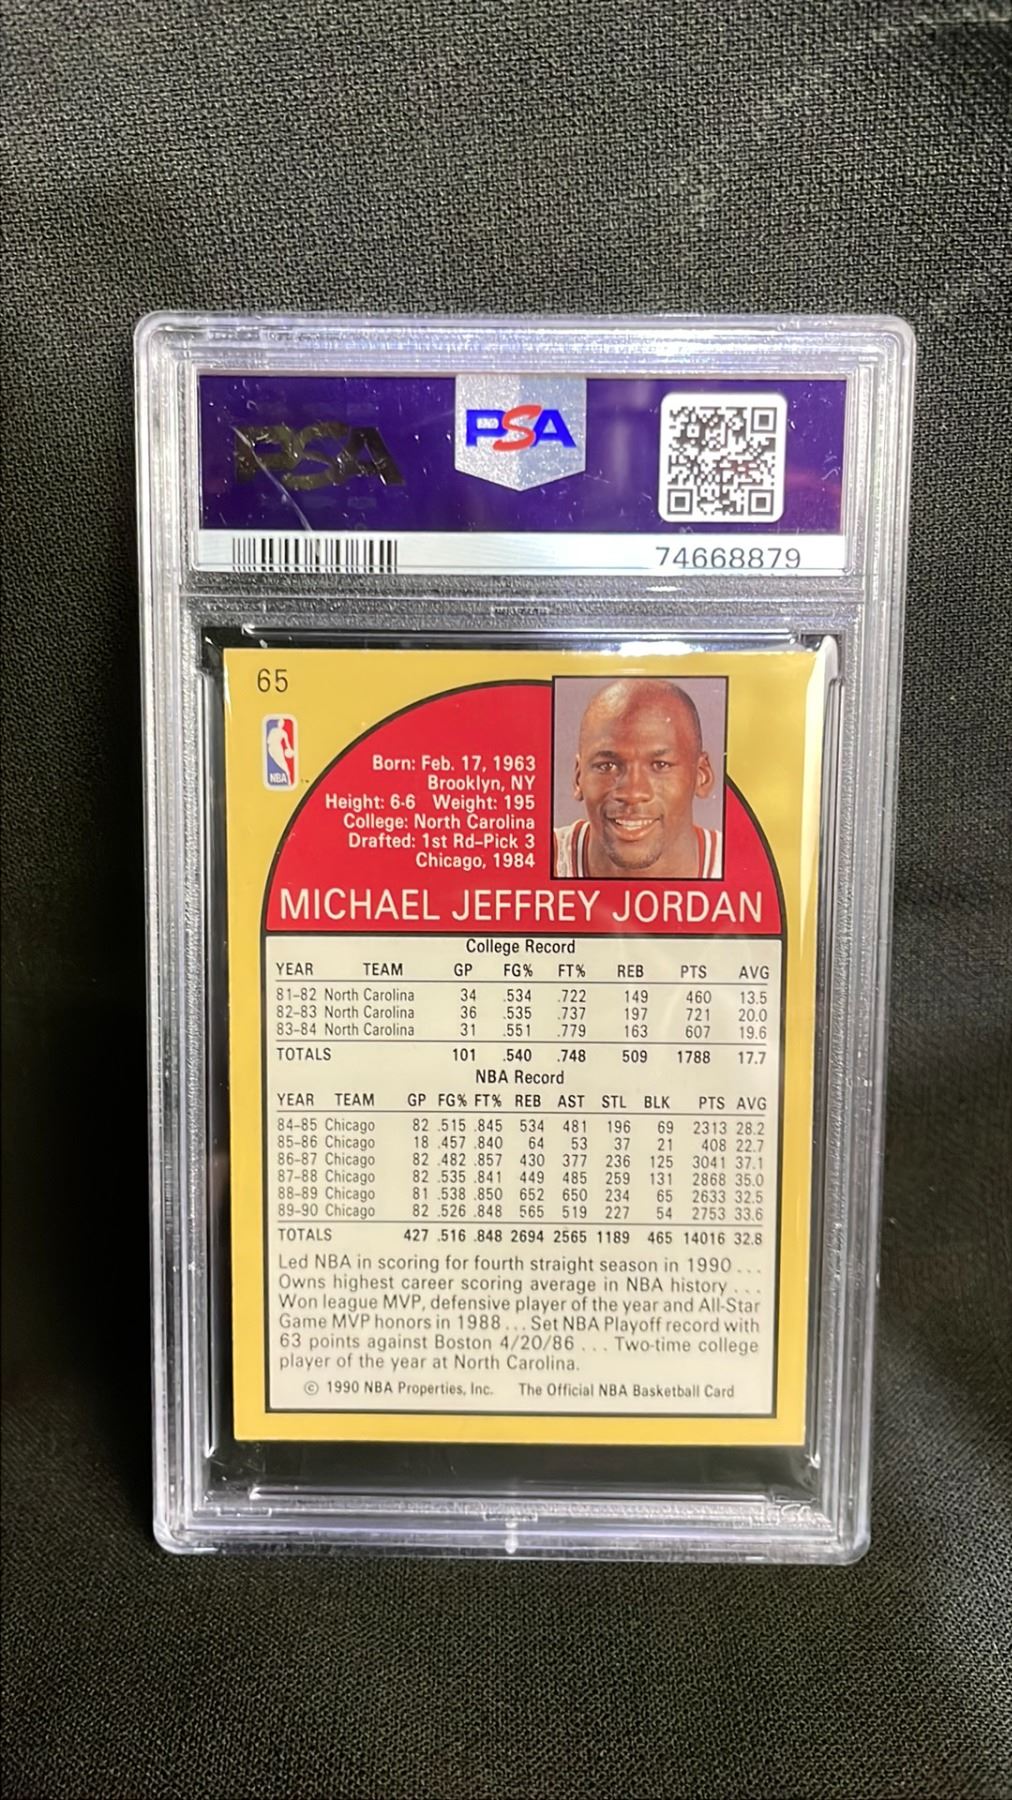 PSA
PSA
74668879
65
NBA
Born: Feb. 17, 1963
Brooklyn, NY
Height: 6-6 Weight: 195
College: North Carolina
Drafted: 1st Rd–Pick 3
Chicago, 1984
MICHAEL JEFFREY JORDAN
College Record
YEAR TEAM GP FG% FT% REB PTS AVG
81–82 North Carolina 34 .534 .722 149 460 13.5
82–83 North Carolina 36 .535 .737 197 721 20.0
83–84 North Carolina 31 .551 .779 163 607 19.6
TOTALS 101 .540 .748 509 1788 17.7
NBA Record
YEAR TEAM GP FG% FT% REB AST STL BLK PTS AVG
84–85 Chicago 82 .515 .845 534 481 196 69 2313 28.2
85–86 Chicago 18 .457 .840 64 53 37 21 408 22.7
86–87 Chicago 82 .482 .857 430 377 236 125 3041 37.1
87–88 Chicago 82 .535 .841 449 485 259 131 2868 35.0
88–89 Chicago 81 .538 .850 652 650 234 65 2633 32.5
89–90 Chicago 82 .526 .848 565 519 227 54 2753 33.6
TOTALS 427 .516 .848 2694 2565 1189 465 14016 32.8
Led NBA in scoring for fourth straight season in 1990 . . .
Owns highest career scoring average in NBA history . . .
Won league MVP, defensive player of the year and All-Star
Game MVP honors in 1988 . . . Set NBA Playoff record with
63 points against Boston 4/20/86 . . . Two-time college
player of the year at North Carolina.
© 1990 NBA Properties, Inc. The Official NBA Basketball Card